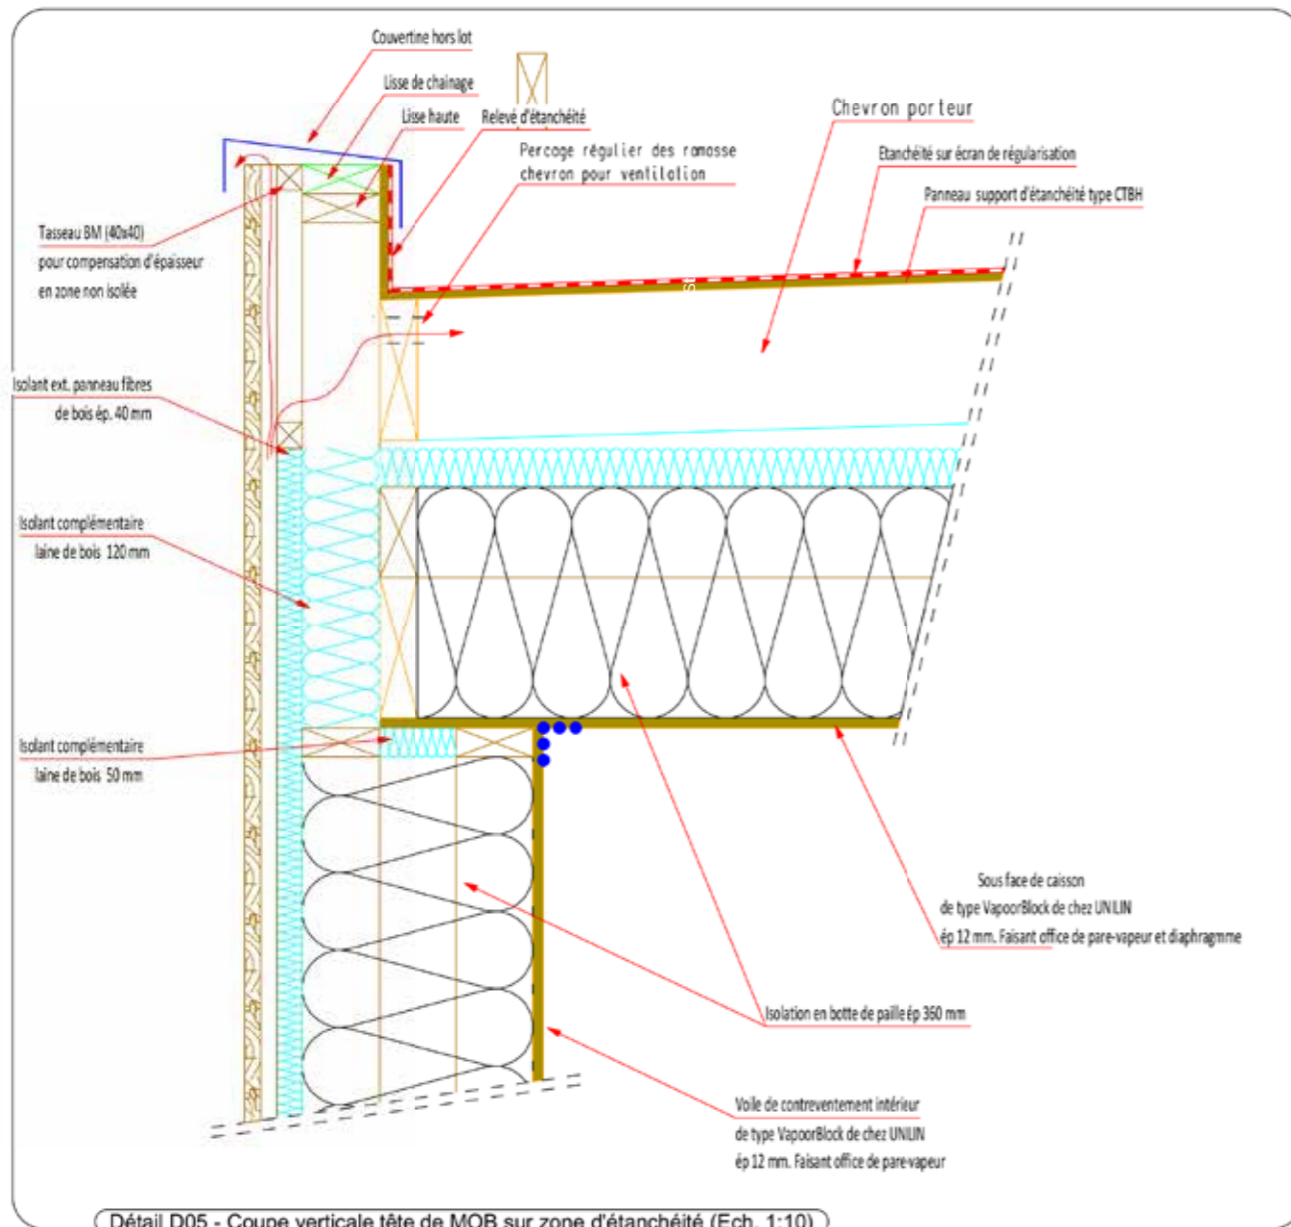 Couvertine hors lot
Lisse de chainage
Lisse haute
Relevé d'étanchéité
Chevron porteur
Percage régulier des ramasse
chevron pour ventilation
Etanchéité sur écran de régularisation
Panneau support d'étanchéité type CTBH
Tasseau BM (40x40)
pour compensation d'épaisseur
en zone non isolée
st
Isolant ext. panneau fibres
de bois ép. 40 mm
Isolant complémentaire
laine de bois 120 mm
Isolant complémentaire
laine de bois 50 mm
Sous face de caisson
de type VapoorBlock de chez UNILIN
ép 12 mm. Faisant office de pare-vapeur et diaphragmme
Isolation en botte de paille ép 360 mm
Voile de contreventement intérieur
de type VapoorBlock de chez UNILIN
ép 12 mm. Faisant office de pare-vapeur
Détail D05 - Coupe verticale tête de MOB sur zone d'étanchéité (Ech. 1:10)